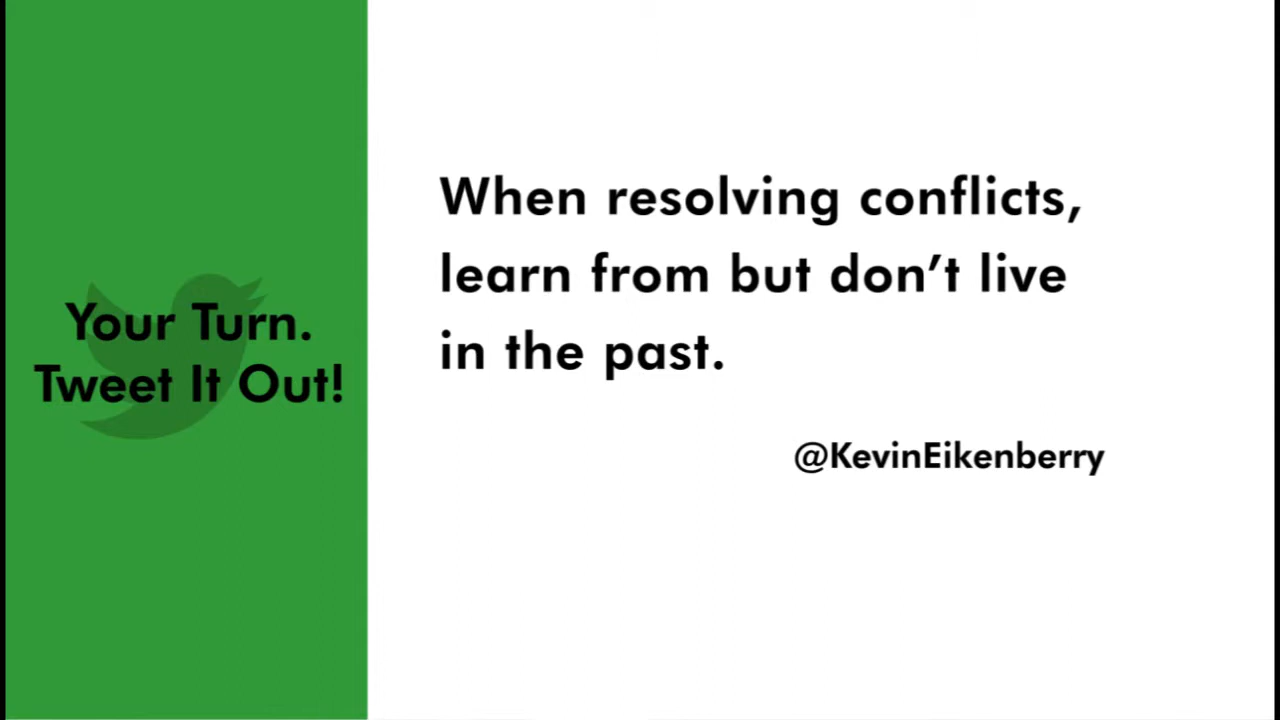 Your Turn.
Tweet It Out!
When resolving conflicts,
learn from but don’t live
in the past.
@KevinEikenberry